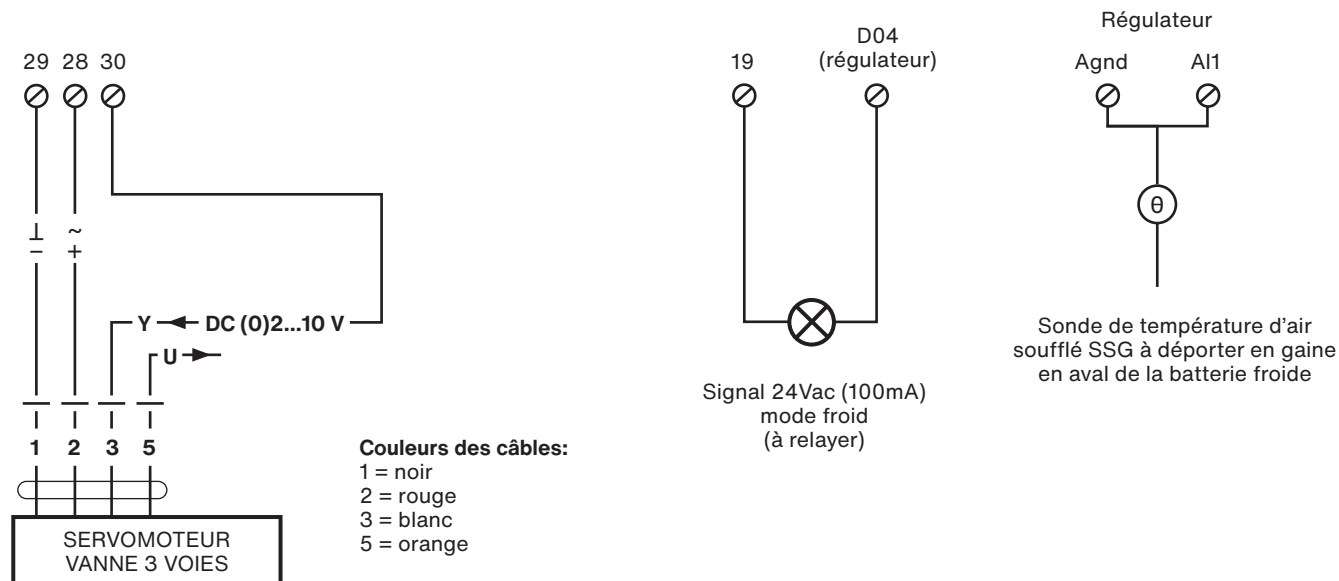 29 28 30
⊥ ~
– +
Y DC (0)2...10 V
U
1 2 3 5
SERVOMOTEUR
VANNE 3 VOIES
Couleurs des câbles:
1 = noir
2 = rouge
3 = blanc
5 = orange
19
D04
(régulateur)
Signal 24Vac (100mA)
mode froid
(à relayer)
Régulateur
Agnd AI1
θ
Sonde de température d'air
soufflé SSG à déporter en gaine
en aval de la batterie froide